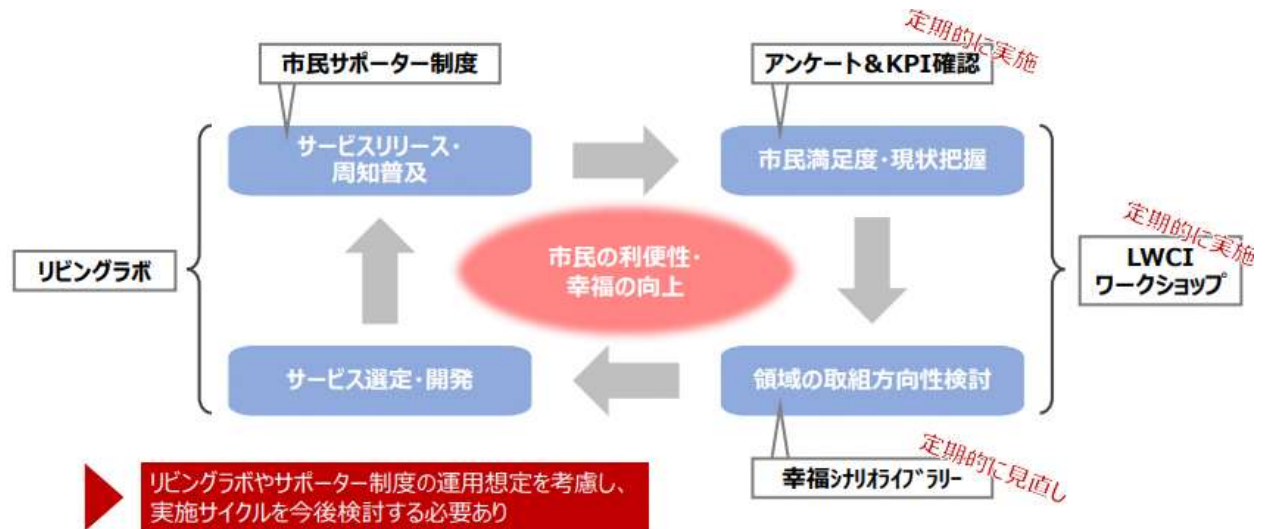 定期的に実施
市民サポーター制度
アンケート＆KPI確認
サービスリリース・
周知普及
市民満足度・現状把握
定期的に実施
市民の利便性・
幸福の向上
リビングラボ
LWCI
ワークショップ
サービス選定・開発
領域の取組方向性検討
定期的に見直し
幸福ｼﾅﾘｵﾗｲﾌﾞﾗﾘｰ
リビングラボやサポーター制度の運用想定を考慮し、
実施サイクルを今後検討する必要あり